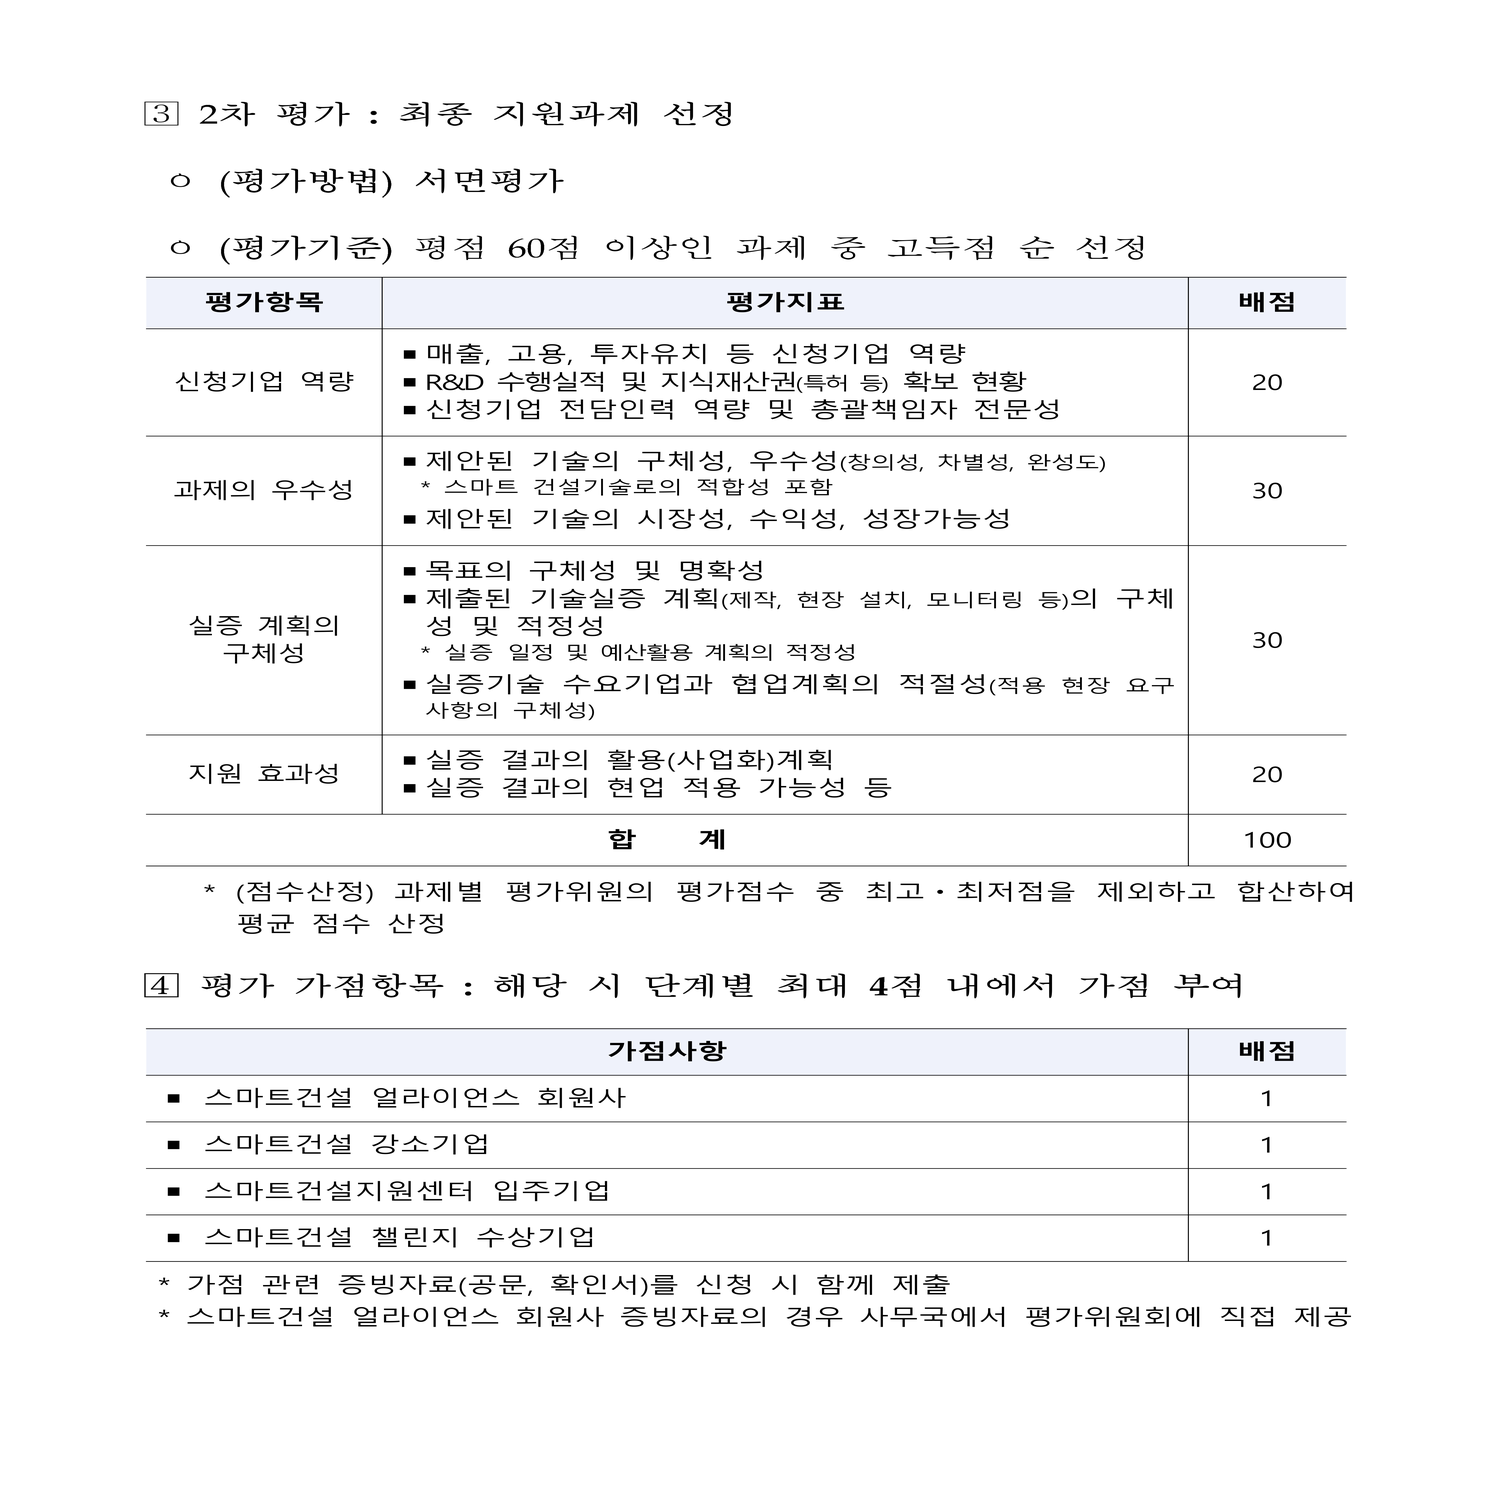 3 2차 평가 : 최종 지원과제 선정
ㅇ (평가방법) 서면평가
ㅇ (평가기준) 평점 60점 이상인 과제 중 고득점 순 선정
평가항목 평가지표 배점
신청기업 역량
■ 매출, 고용, 투자유치 등 신청기업 역량
■ R&D 수행실적 및 지식재산권(특허 등) 확보 현황
■ 신청기업 전담인력 역량 및 총괄책임자 전문성
20
과제의 우수성
■ 제안된 기술의 구체성, 우수성(창의성, 차별성, 완성도)
* 스마트 건설기술로의 적합성 포함
■ 제안된 기술의 시장성, 수익성, 성장가능성
30
실증 계획의
구체성
■ 목표의 구체성 및 명확성
■ 제출된 기술실증 계획(제작, 현장 설치, 모니터링 등)의 구체
성 및 적정성
* 실증 일정 및 예산활용 계획의 적정성
■ 실증기술 수요기업과 협업계획의 적절성(적용 현장 요구
사항의 구체성)
30
지원 효과성
■ 실증 결과의 활용(사업화)계획
■ 실증 결과의 현업 적용 가능성 등
20
합 계 100
* (점수산정) 과제별 평가위원의 평가점수 중 최고·최저점을 제외하고 합산하여
평균 점수 산정
4 평가 가점항목 : 해당 시 단계별 최대 4점 내에서 가점 부여
가점사항 배점
■ 스마트건설 얼라이언스 회원사 1
■ 스마트건설 강소기업 1
■ 스마트건설지원센터 입주기업 1
■ 스마트건설 챌린지 수상기업 1
* 가점 관련 증빙자료(공문, 확인서)를 신청 시 함께 제출
* 스마트건설 얼라이언스 회원사 증빙자료의 경우 사무국에서 평가위원회에 직접 제공